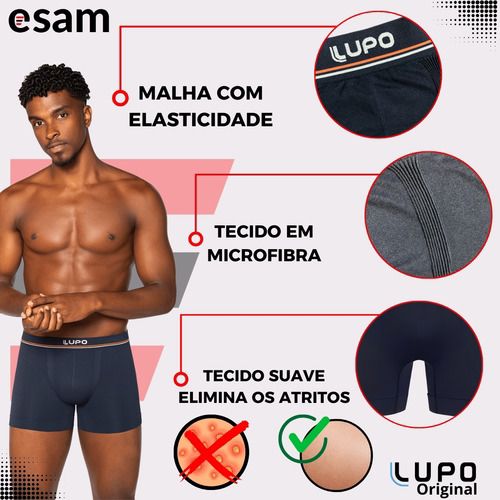 esam
LUPO
MALHA COM
ELASTICIDADE
TECIDO EM
MICROFIBRA
LUPO
TECIDO SUAVE
ELIMINA OS ATRITOS
LUPO
Original